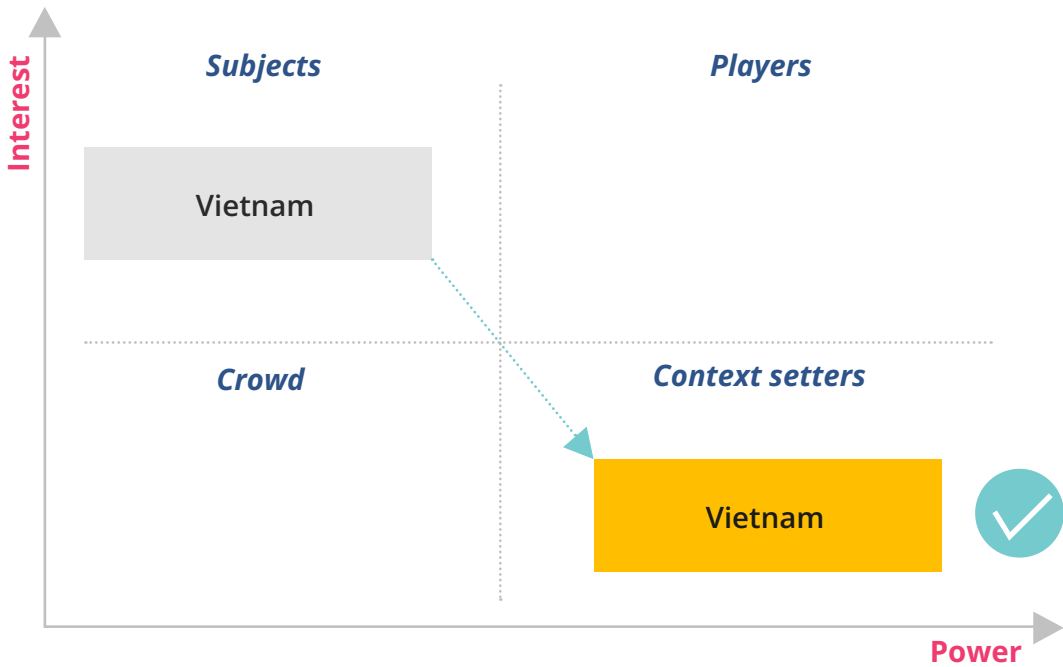 Interest
Subjects
Players
Vietnam
Crowd
Context setters
Vietnam
Power